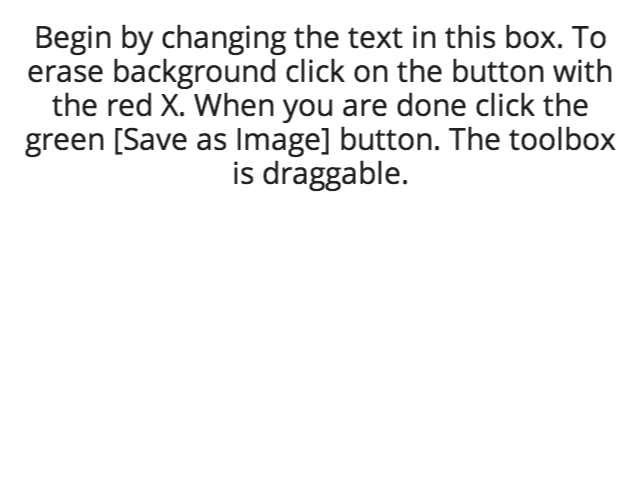 Begin by changing the text in this box. To
erase background click on the button with
the red X. When you are done click the
green [Save as Image] button. The toolbox
is draggable.